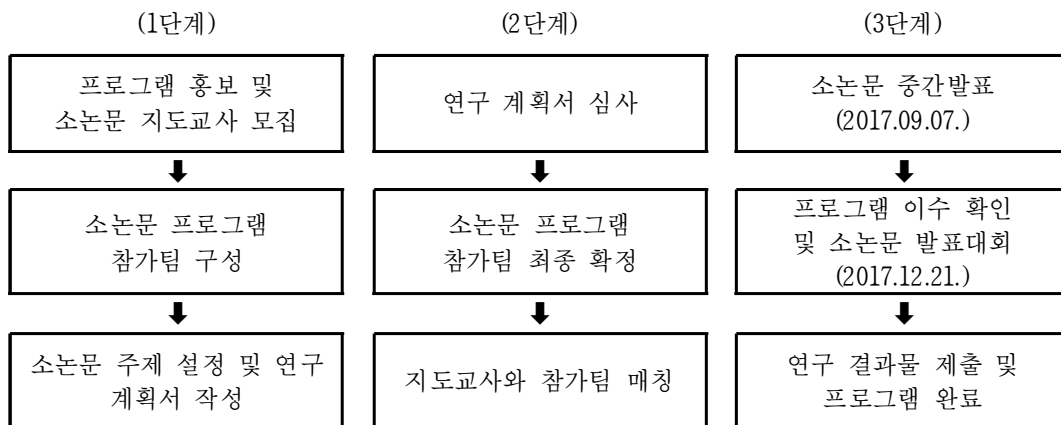 (1단계)
프로그램 홍보 및
소논문 지도교사 모집
소논문 프로그램
참가팀 구성
소논문 주제 설정 및 연구
계획서 작성
(2단계)
연구 계획서 심사
소논문 프로그램
참가팀 최종 확정
지도교사와 참가팀 매칭
(3단계)
소논문 중간발표
(2017.09.07.)
프로그램 이수 확인
및 소논문 발표대회
(2017.12.21.)
연구 결과물 제출 및
프로그램 완료